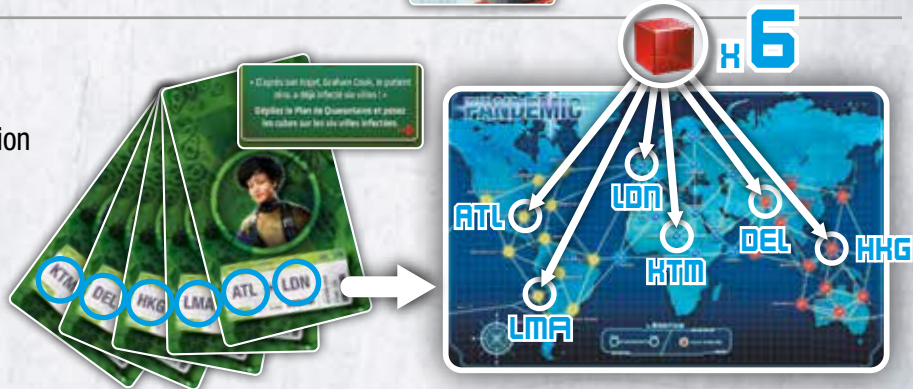 x6
« D'après son trajet, Graham Cook, le patient
zéro, a déjà infecté six villes ! »
Dépliez le Plan de Quarantaine et posez
les cubes sur les six villes infectées.
ion
PANDEMIC
ATL
LDN
KTM
DEL
HKG
LMA
KTM
DEL
HKG
LMA
ATL
LDN